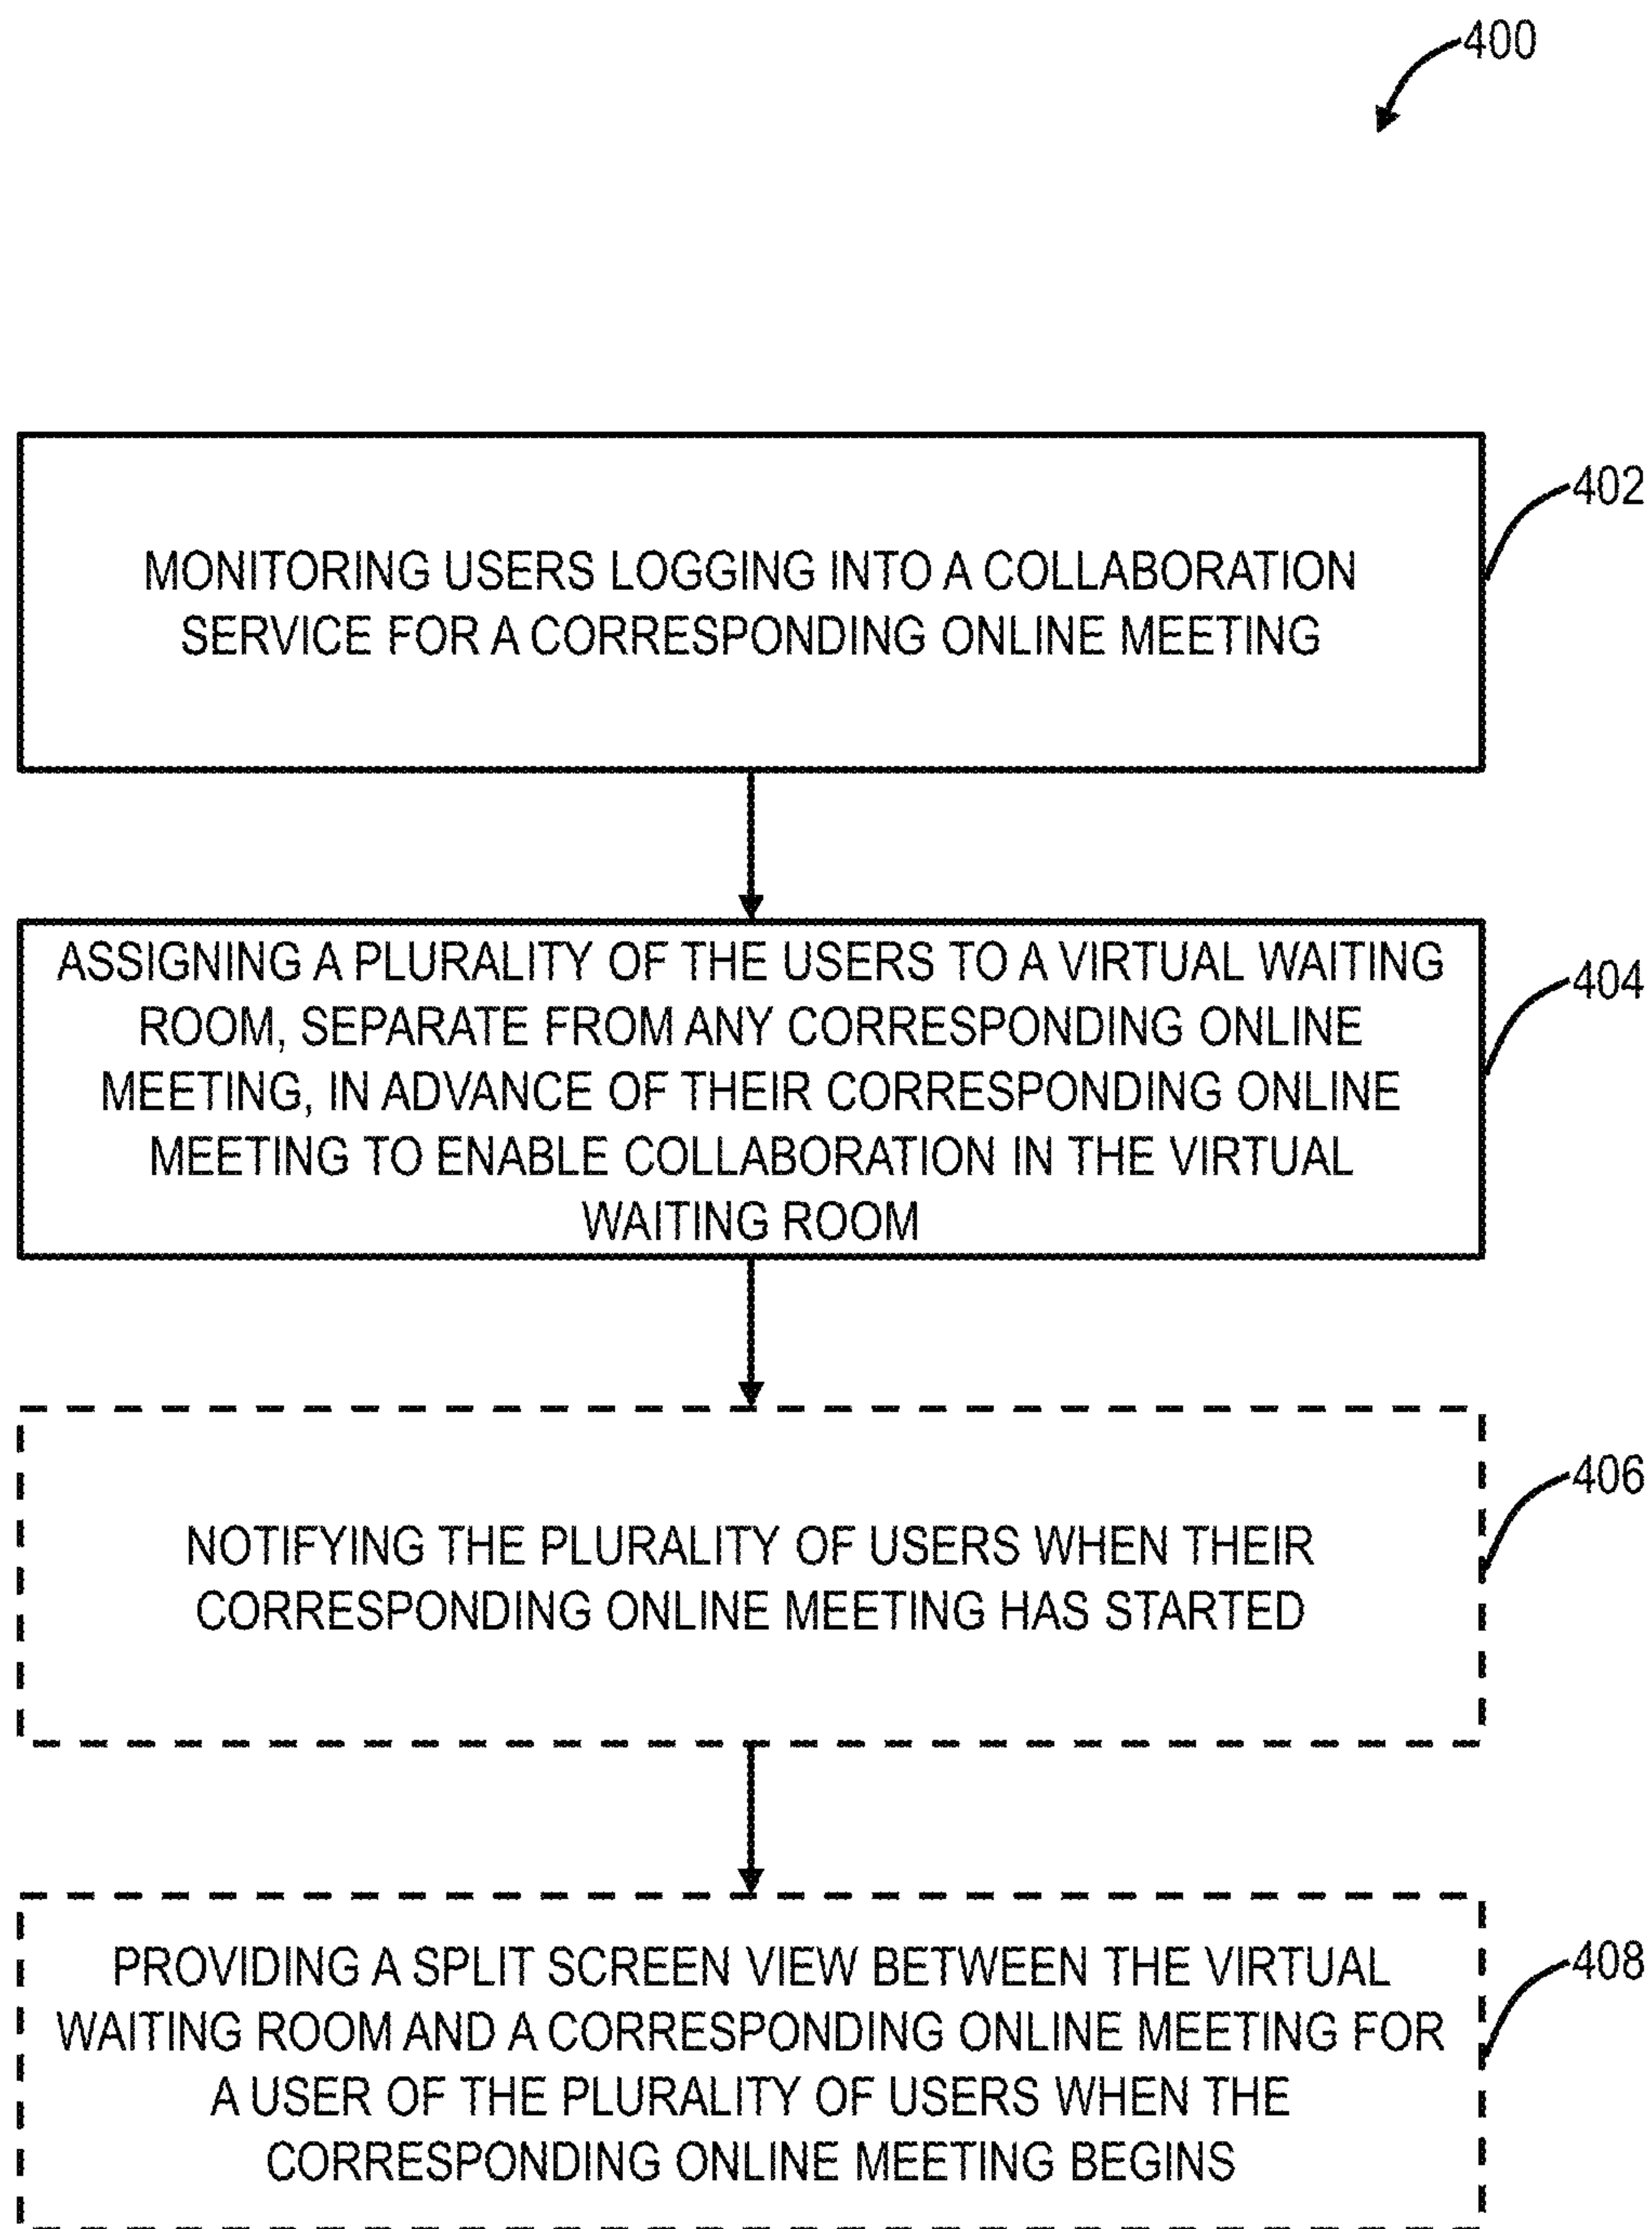 400
MONITORING USERS LOGGING INTO A COLLABORATION
SERVICE FOR A CORRESPONDING ONLINE MEETING
402
ASSIGNING A PLURALITY OF THE USERS TO A VIRTUAL WAITING
ROOM, SEPARATE FROM ANY CORRESPONDING ONLINE
MEETING, IN ADVANCE OF THEIR CORRESPONDING ONLINE
MEETING TO ENABLE COLLABORATION IN THE VIRTUAL
WAITING ROOM
404
NOTIFYING THE PLURALITY OF USERS WHEN THEIR
CORRESPONDING ONLINE MEETING HAS STARTED
406
PROVIDING A SPLIT SCREEN VIEW BETWEEN THE VIRTUAL
WAITING ROOM AND A CORRESPONDING ONLINE MEETING FOR
A USER OF THE PLURALITY OF USERS WHEN THE
CORRESPONDING ONLINE MEETING BEGINS
408